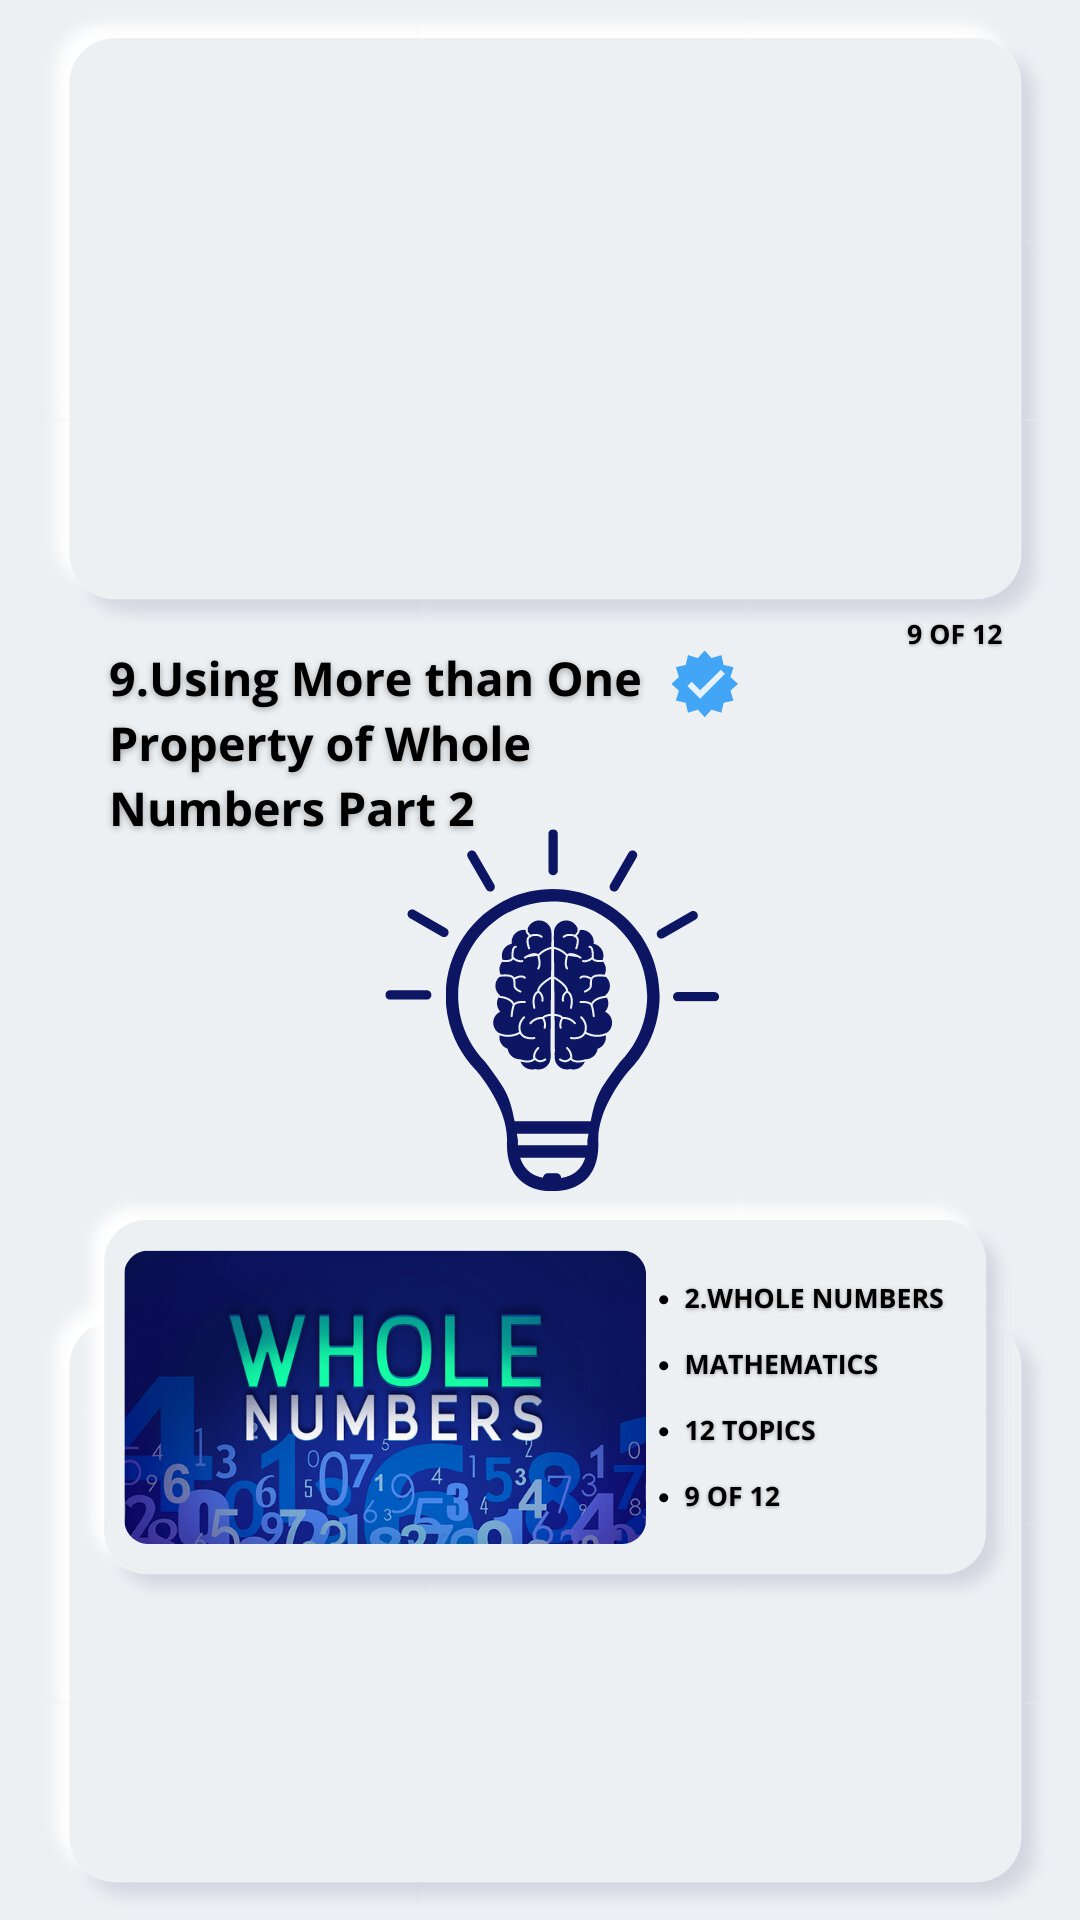 9 OF 12
9.Using More than One
Property of Whole
Numbers Part 2
WHOLE
NUMBERS
• 2.WHOLE NUMBERS
• MATHEMATICS
• 12 TOPICS
• 9 OF 12